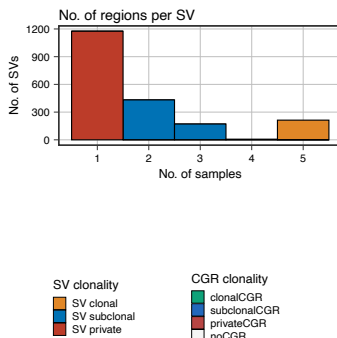 No. of regions per SV
1200
900
600
300
0
No. of SVs
1 2 3 4 5
No. of samples
SV clonality
SV clonal
SV subclonal
SV private
CGR clonality
clonalCGR
subclonalCGR
privateCGR
noCGR